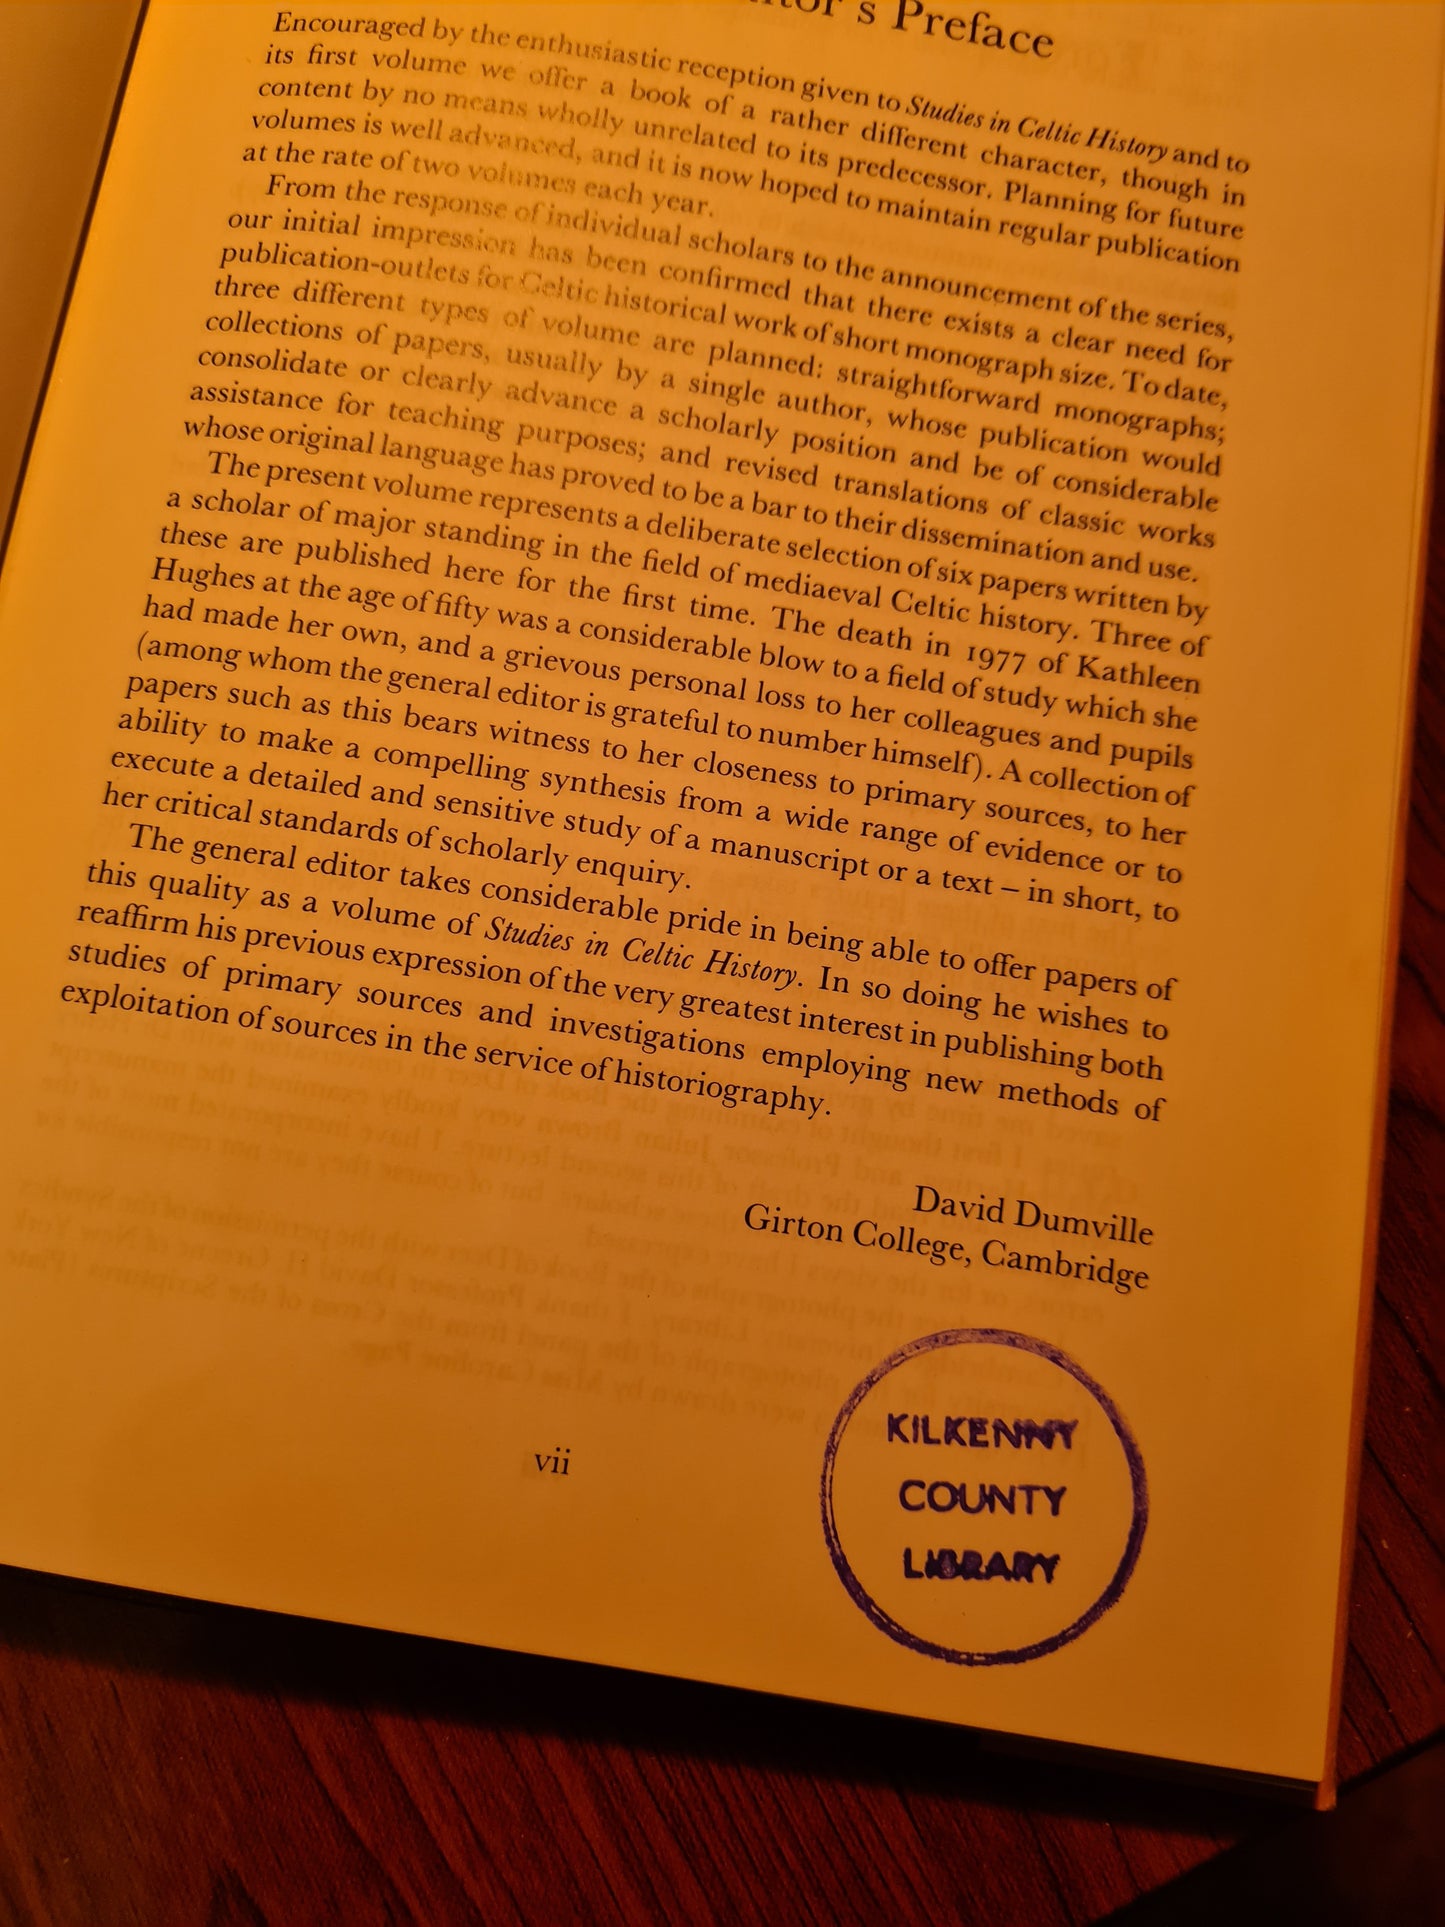 's Preface
Encouraged by the enthusiastic reception given to Studies in Celtic History and to
its first volume we offer a book of a rather different character, though in
content by no means wholly unrelated to its predecessor. Planning for future
volumes is well advanced, and it is now hoped to maintain regular publication
at the rate of two volumes each year.
From the response of individual scholars to the announcement of the series,
our initial impression has been confirmed that there exists a clear need for
publication-outlets for Celtic historical work of short monograph size. To date,
three different types of volume are planned: straightforward monographs;
collections of papers, usually by a single author, whose publication would
consolidate or clearly advance a scholarly position and be of considerable
assistance for teaching purposes; and revised translations of classic works
whose original language has proved to be a bar to their dissemination and use.
The present volume represents a deliberate selection of six papers written by
a scholar of major standing in the field of mediaeval Celtic history. Three of
these are published here for the first time. The death in 1977 of Kathleen
Hughes at the age of fifty was a considerable blow to a field of study which she
had made her own, and a grievous personal loss to her colleagues and pupils
(among whom the general editor is grateful to number himself). A collection of
papers such as this bears witness to her closeness to primary sources, to her
ability to make a compelling synthesis from a wide range of evidence or to
execute a detailed and sensitive study of a manuscript or a text – in short, to
her critical standards of scholarly enquiry.
The general editor takes considerable pride in being able to offer papers of
this quality as a volume of Studies in Celtic History. In so doing he wishes to
reaffirm his previous expression of the very greatest interest in publishing both
studies of primary sources and investigations employing new methods of
exploitation of sources in the service of historiography.
David Dumville
Girton College, Cambridge
vii
KILKENNY
COUNTY
LIBRARY